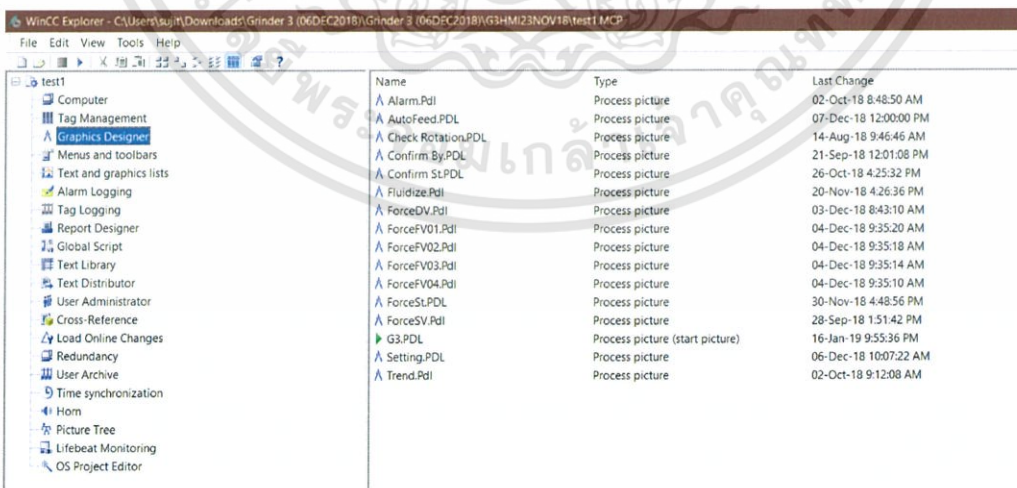 WinCC Explorer - C:\Users\sujit\Downloads\Grinder 3 (06DEC2018)\Grinder 3 (06DEC2018)\G3HMI23NOV18\test1.MCP
File Edit View Tools Help
test1
Computer
Tag Management
Graphics Designer
Menus and toolbars
Text and graphics lists
Alarm Logging
Tag Logging
Report Designer
Global Script
Text Library
Text Distributor
User Administrator
Cross-Reference
Load Online Changes
Redundancy
User Archive
Time synchronization
Horn
Picture Tree
Lifebeat Monitoring
OS Project Editor
Name Type Last Change
Alarm.Pdl Process picture 02-Oct-18 8:48:50 AM
AutoFeed.PDL Process picture 07-Dec-18 12:00:00 PM
Check Rotation.PDL Process picture 14-Aug-18 9:46:46 AM
Confirm By.PDL Process picture 21-Sep-18 12:01:08 PM
Confirm St.PDL Process picture 26-Oct-18 4:25:32 PM
Fluidize.Pdl Process picture 20-Nov-18 4:26:36 PM
ForceDV.Pdl Process picture 03-Dec-18 8:43:10 AM
ForceFV01.Pdl Process picture 04-Dec-18 9:35:20 AM
ForceFV02.Pdl Process picture 04-Dec-18 9:35:18 AM
ForceFV03.Pdl Process picture 04-Dec-18 9:35:14 AM
ForceFV04.Pdl Process picture 04-Dec-18 9:35:10 AM
ForceSt.PDL Process picture 30-Nov-18 4:48:56 PM
ForceSV.Pdl Process picture 28-Sep-18 1:51:42 PM
G3.PDL Process picture (start picture) 16-Jan-19 9:55:36 PM
Setting.PDL Process picture 06-Dec-18 10:07:22 AM
Trend.Pdl Process picture 02-Oct-18 9:12:08 AM